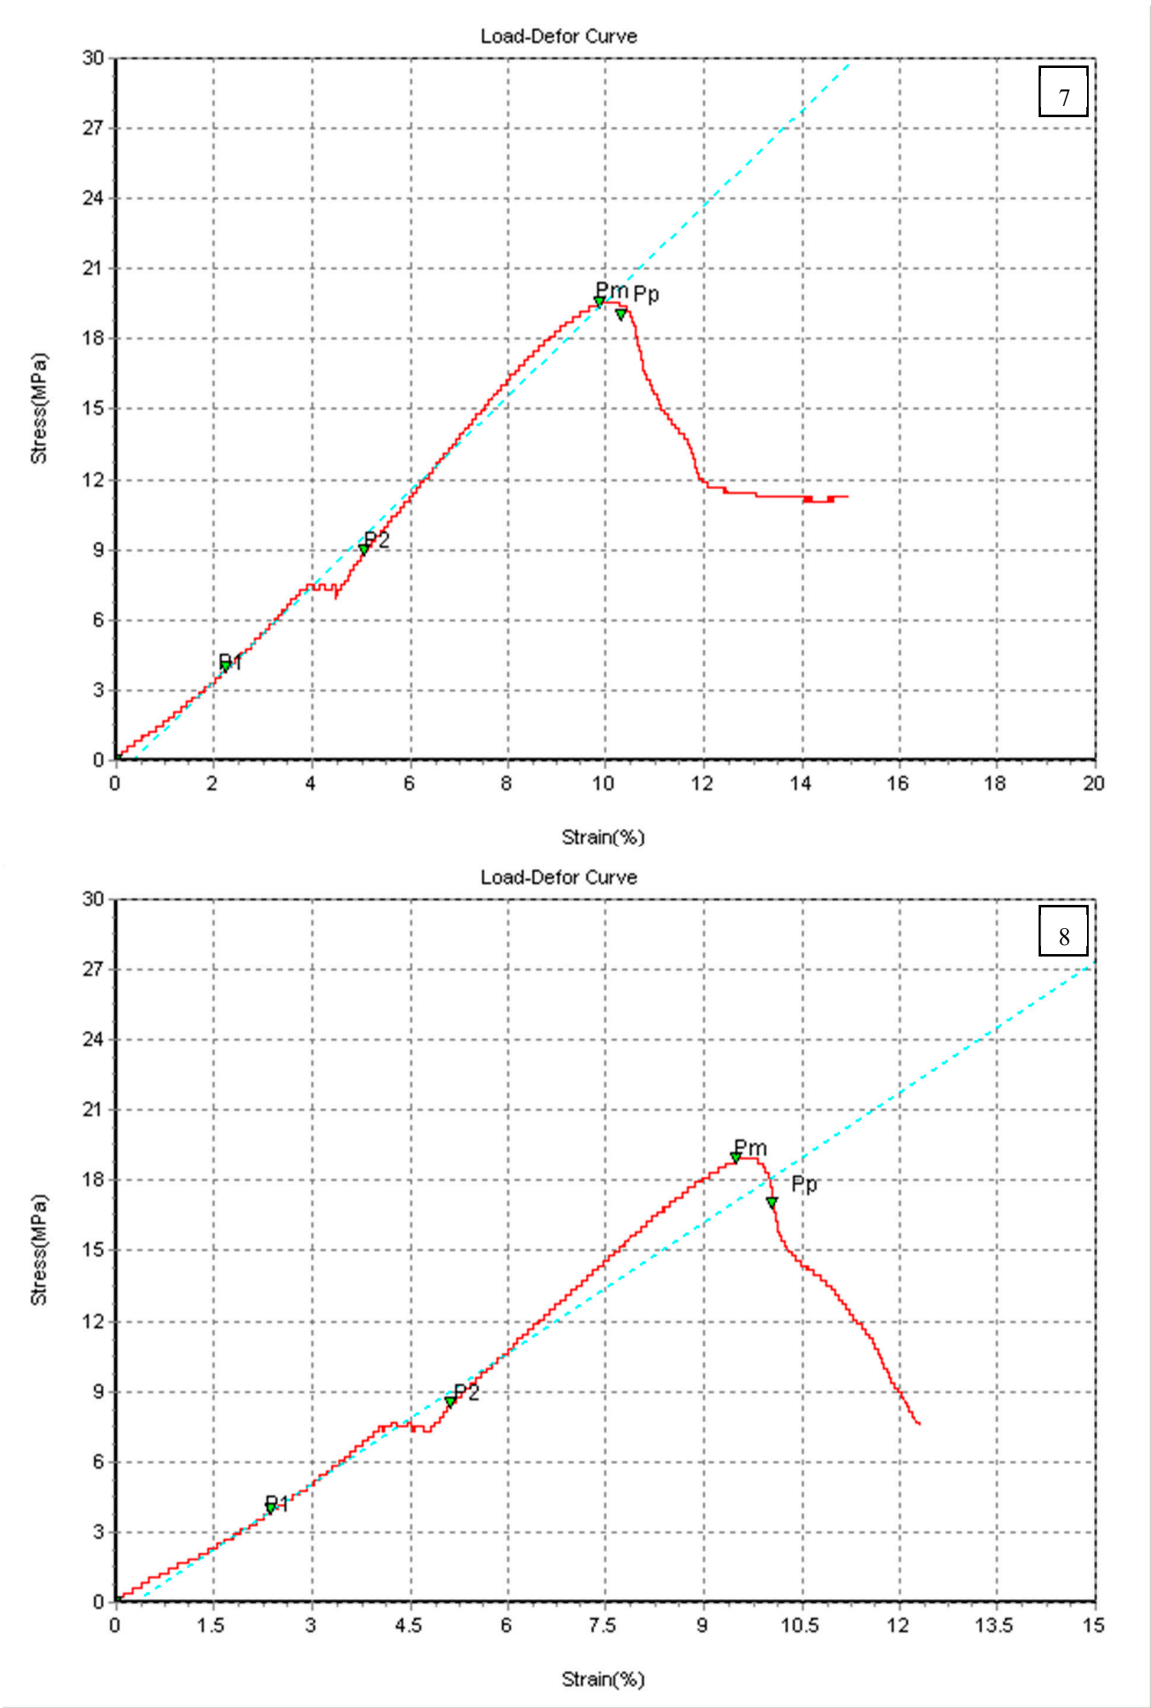 Load-Defor Curve
30
7
27
24
21
Pm Pp
18
15
Stress(MPa)
12
9
P2
6
P1
3
0
0 2 4 6 8 10 12 14 16 18 20
Strain(%)
Load-Defor Curve
30
8
27
24
21
Pm
18
Pp
15
Stress(MPa)
12
9
P2
6
P1
3
0
0 1.5 3 4.5 6 7.5 9 10.5 12 13.5 15
Strain(%)